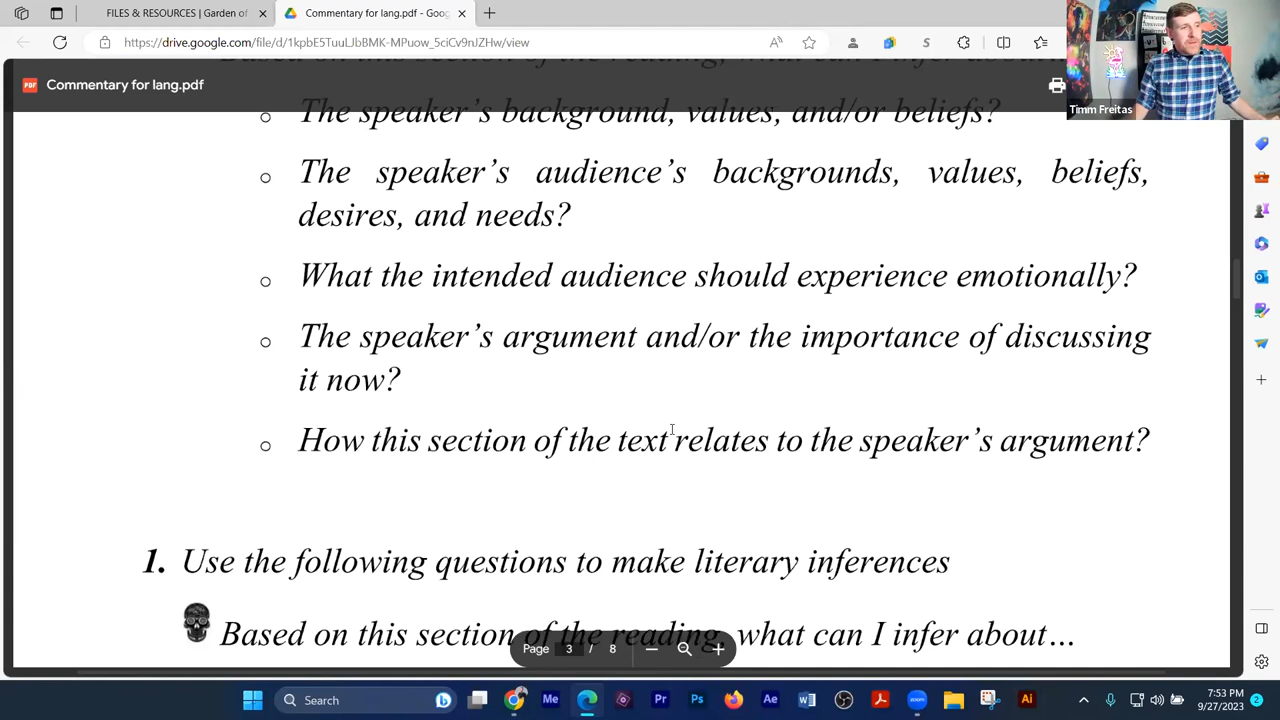 FILES & RESOURCES | Garden of
Commentary for lang.pdf - Goo
https://drive.google.com/file/d/1kpbE5TuuLJbBMK-MPuow_5ciCv9nJZHw/view
Commentary for lang.pdf
Timm Freitas
The speaker's background, values, and/or beliefs?
The speaker's audience's backgrounds, values, beliefs,
desires, and needs?
What the intended audience should experience emotionally?
The speaker's argument and/or the importance of discussing
it now?
How this section of the text relates to the speaker's argument?
1. Use the following questions to make literary inferences
Based on this section of the reading, what can I infer about...
Page 3 / 8
Search
7:53 PM
9/27/2023